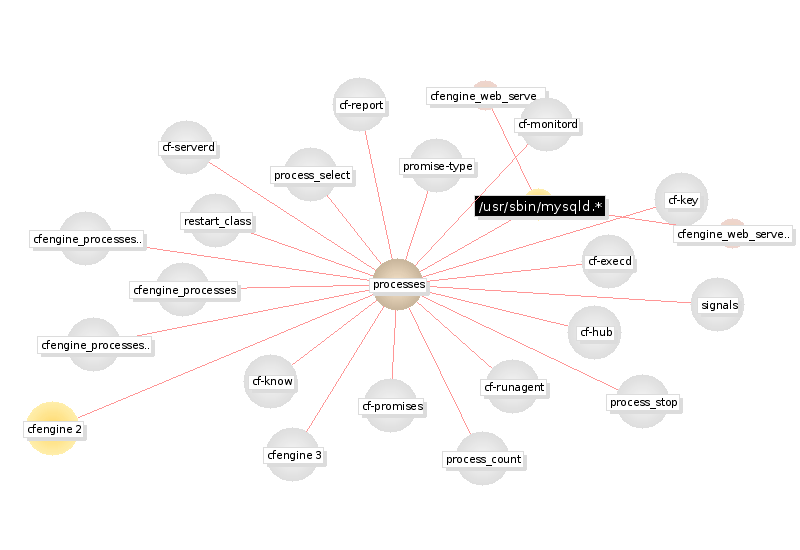 cfengine_web_serve
cf-report
cf-monitord
cf-serverd
promise-type
process_select
cf-key
/usr/sbin/mysqld.*
restart_class
cfengine_web_serve..
cfengine_processes..
cf-execd
processes
cfengine_processes
signals
cf-hub
cfengine_processes..
cf-know
cf-runagent
process_stop
cf-promises
cfengine 2
cfengine 3
process_count